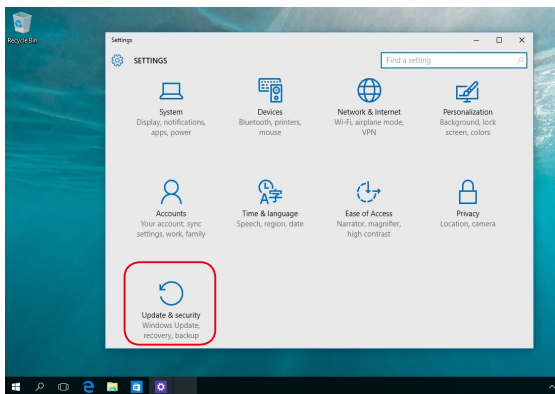 Recycle Bin
Settings
SETTINGS
Find a setting
System
Display, notifications,
apps, power
Devices
Bluetooth, printers,
mouse
Network & Internet
Wi-Fi, airplane mode,
VPN
Personalization
Background, lock
screen, colors
Accounts
Your account, sync
settings, work, family
Time & language
Speech, region, date
Ease of Access
Narrator, magnifier,
high contrast
Privacy
Location, camera
Update & security
Windows Update,
recovery, backup